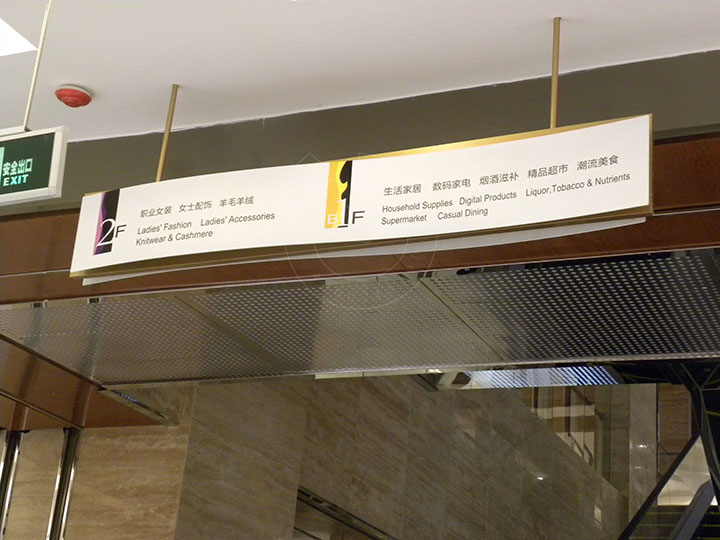 安全出口
EXIT
2F
职业女装 女士配饰 羊毛羊绒
Ladies' Fashion Ladies' Accessories
Knitwear & Cashmere
B1F
生活家居 数码家电 烟酒滋补 精品超市 潮流美食
Household Supplies Digital Products Liquor,Tobacco & Nutrients
Supermarket Casual Dining